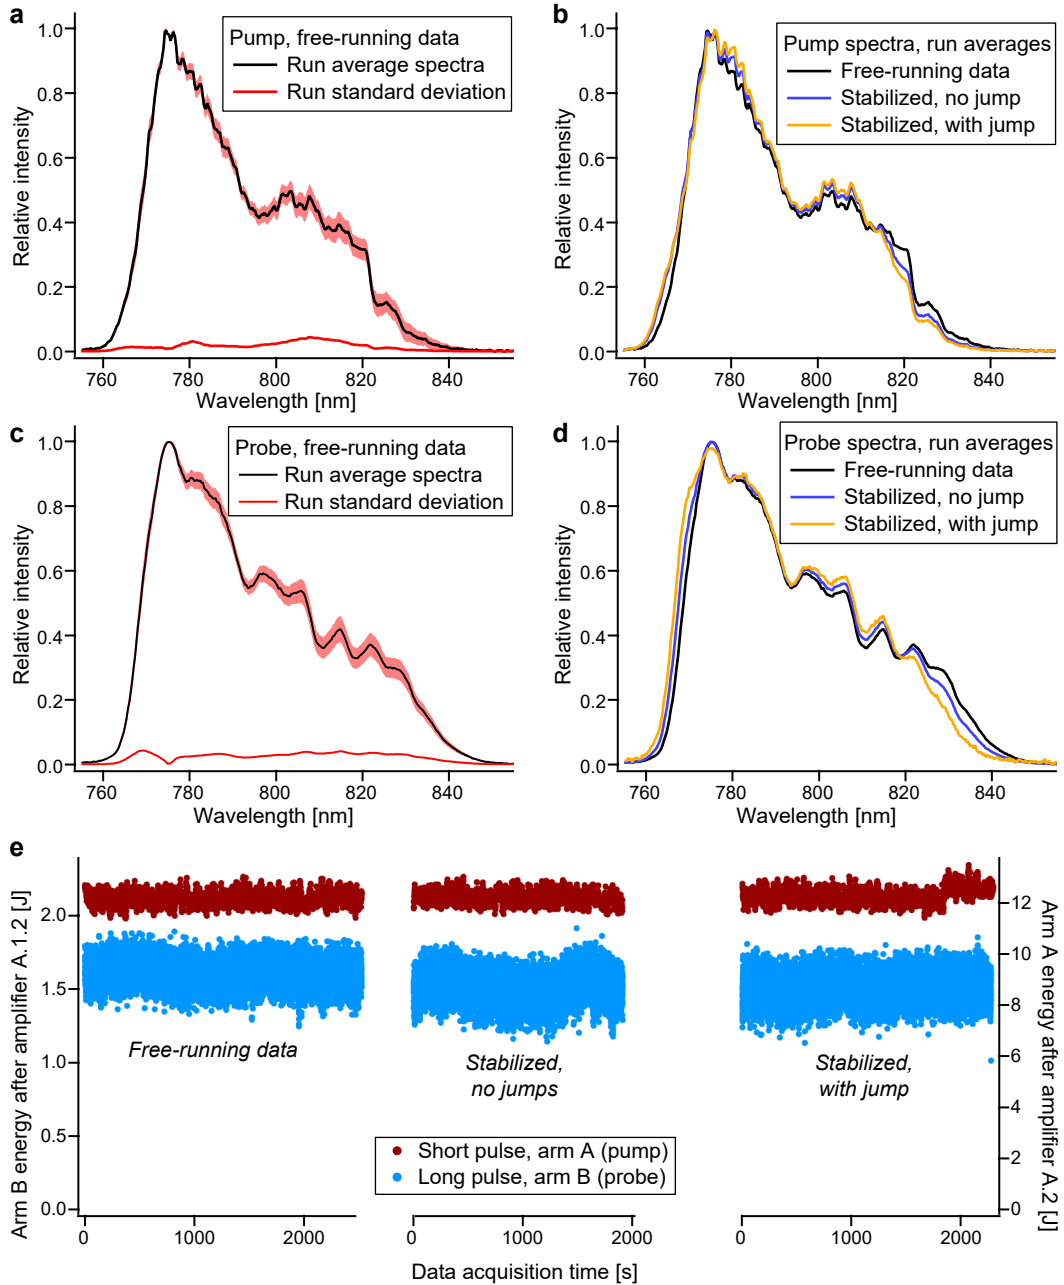 a
Pump, free-running data
Run average spectra
Run standard deviation
Relative intensity
1.0
0.8
0.6
0.4
0.2
0.0
760
780
800
820
840
Wavelength [nm]
b
Pump spectra, run averages
Free-running data
Stabilized, no jump
Stabilized, with jump
Relative intensity
1.0
0.8
0.6
0.4
0.2
0.0
760
780
800
820
840
Wavelength [nm]
c
Probe, free-running data
Run average spectra
Run standard deviation
Relative intensity
1.0
0.8
0.6
0.4
0.2
0.0
760
780
800
820
840
Wavelength [nm]
d
Probe spectra, run averages
Free-running data
Stabilized, no jump
Stabilized, with jump
Relative intensity
1.0
0.8
0.6
0.4
0.2
0.0
760
780
800
820
840
Wavelength [nm]
e
Arm B energy after amplifier A.1.2 [J]
2.0
1.5
1.0
0.5
0.0
Free-running data
Stabilized,
no jumps
Stabilized,
with jump
Short pulse, arm A (pump)
Long pulse, arm B (probe)
12
10
8
6
4
2
0
Arm A energy after amplifier A.2 [J]
0
1000
2000
0
1000
2000
0
1000
2000
Data acquisition time [s]